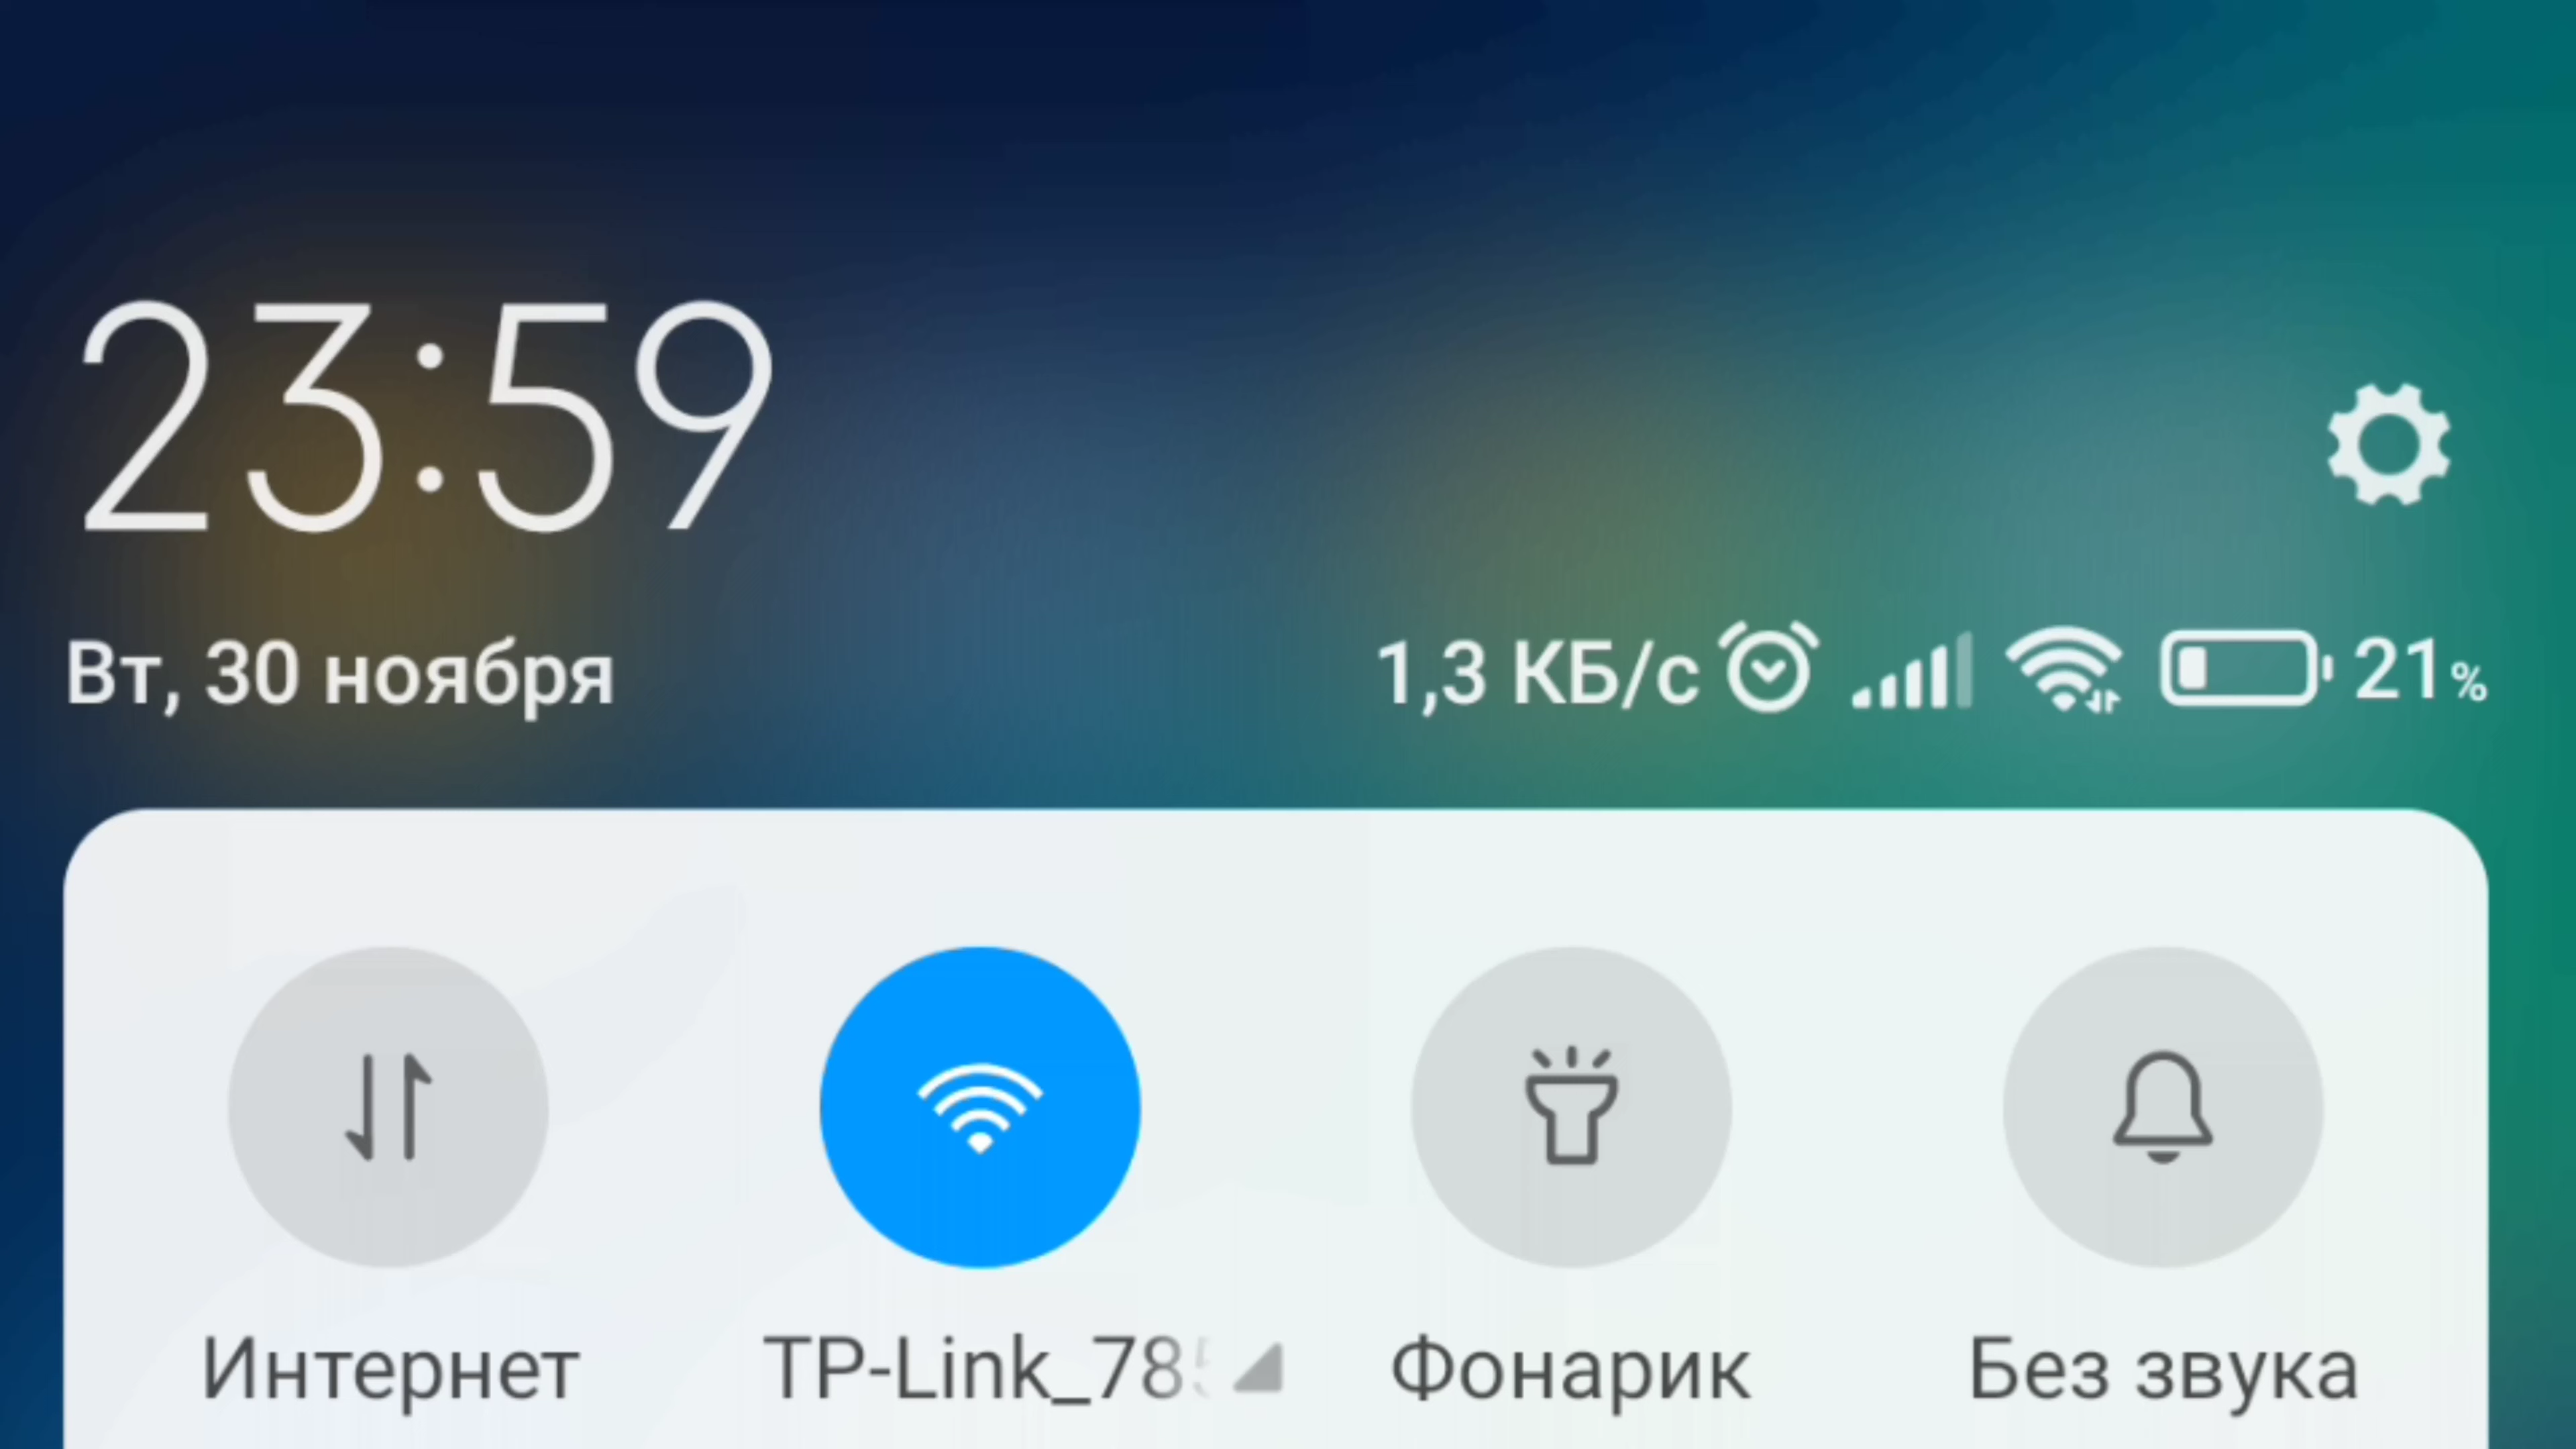 23:59
Вт, 30 ноября
1,3 КБ/с 21%
Интернет TP-Link_78 Фонарик Без звука